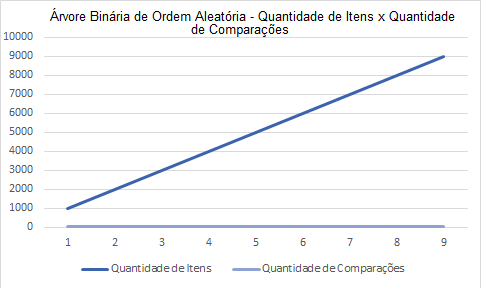 Árvore Binária de Ordem Aleatória - Quantidade de Itens x Quantidade
de Comparações
10000
9000
8000
7000
6000
5000
4000
3000
2000
1000
0
1 2 3 4 5 6 7 8 9
Quantidade de Itens Quantidade de Comparações